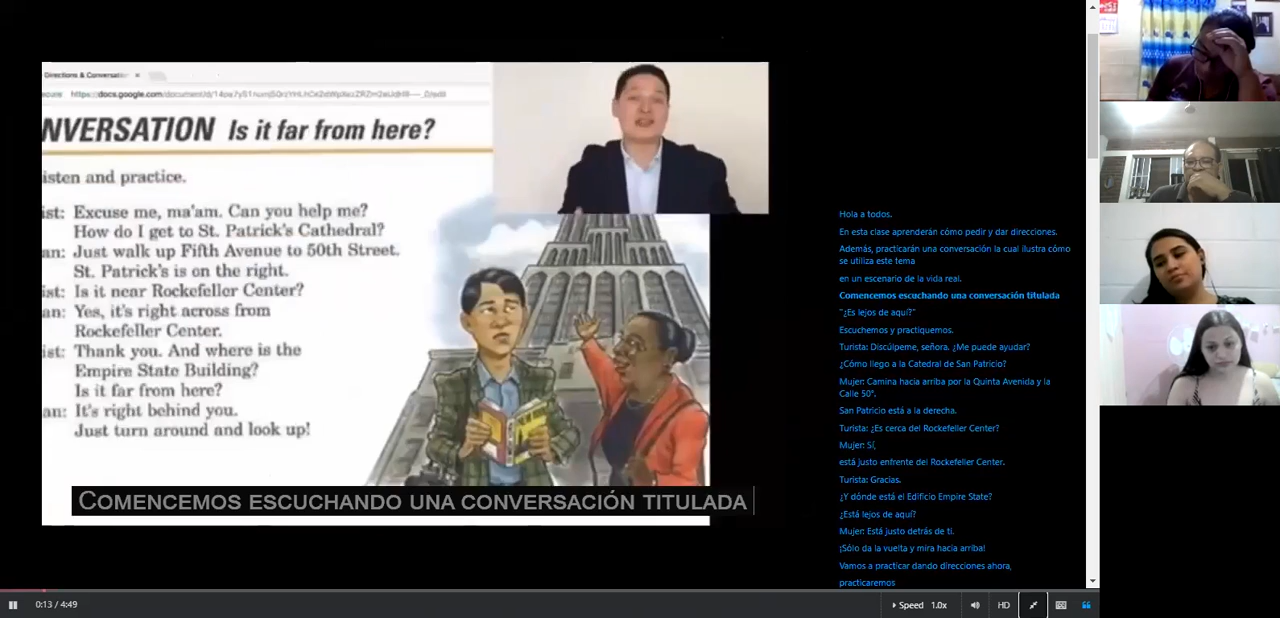 Directions & Conversation
NVERSATION Is it far from here?
isten and practice.
ist: Excuse me, ma'am. Can you help me?
How do I get to St. Patrick's Cathedral?
an: Just walk up Fifth Avenue to 50th Street.
St. Patrick's is on the right.
ist: Is it near Rockefeller Center?
an: Yes, it's right across from
Rockefeller Center.
ist: Thank you. And where is the
Empire State Building?
Is it far from here?
an: It's right behind you.
Just turn around and look up!
COMENCEMOS ESCUCHANDO UNA CONVERSACIÓN TITULADA
Hola a todos.
En esta clase aprenderán cómo pedir y dar direcciones.
Además, practicarán una conversación la cual ilustra cómo
se utiliza este tema
en un escenario de la vida real.
Comencemos escuchando una conversación titulada
"¿Es lejos de aquí?"
Escuchemos y practiquemos.
Turista: Discúlpeme, señora. ¿Me puede ayudar?
¿Cómo llego a la Catedral de San Patricio?
Mujer: Camina hacia arriba por la Quinta Avenida y la
Calle 50°.
San Patricio está a la derecha.
Turista: ¿Es cerca del Rockefeller Center?
Mujer: Sí,
está justo enfrente del Rockefeller Center.
Turista: Gracias.
¿Y dónde está el Edificio Empire State?
¿Está lejos de aquí?
Mujer: Está justo detrás de ti.
¡Sólo da la vuelta y mira hacia arriba!
Vamos a practicar dando direcciones ahora,
practicaremos
0:13 / 4:49
Speed 1.0x
HD